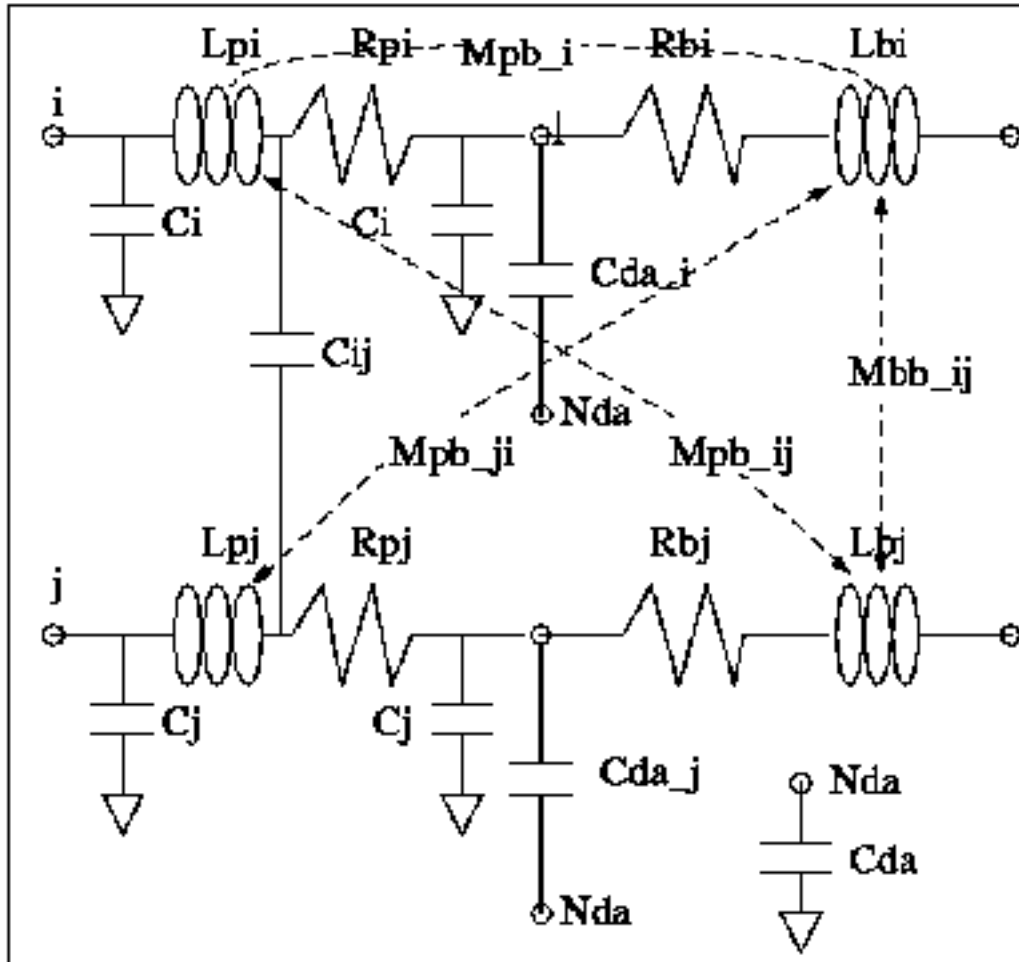 Lpi Rpi Mpb_i Rbi Lbi
i
Ci Ci Cda_i
Cij Mbb_ij
Nda
Mpb_ji Mpb_ij
Lpj Rpj Rbj Lbj
j
Cj Cj Cda_j
Nda
Cda
Nda